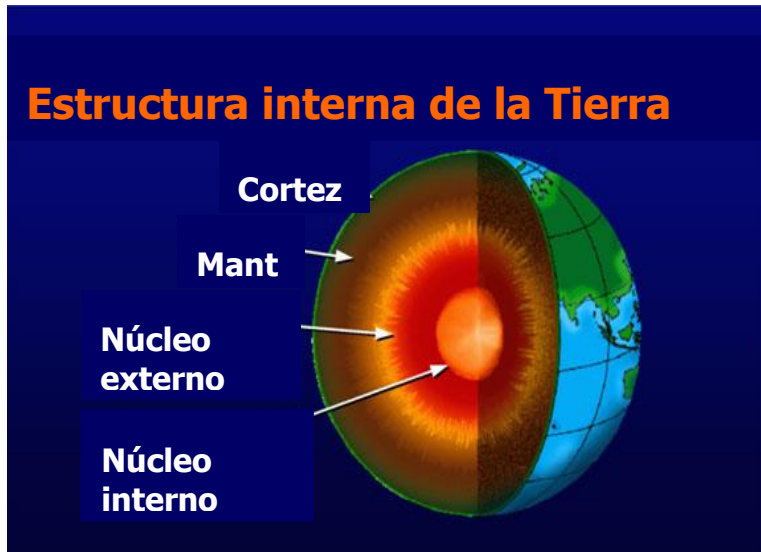 Estructura interna de la Tierra
Cortez
Mant
Núcleo
externo
Núcleo
interno